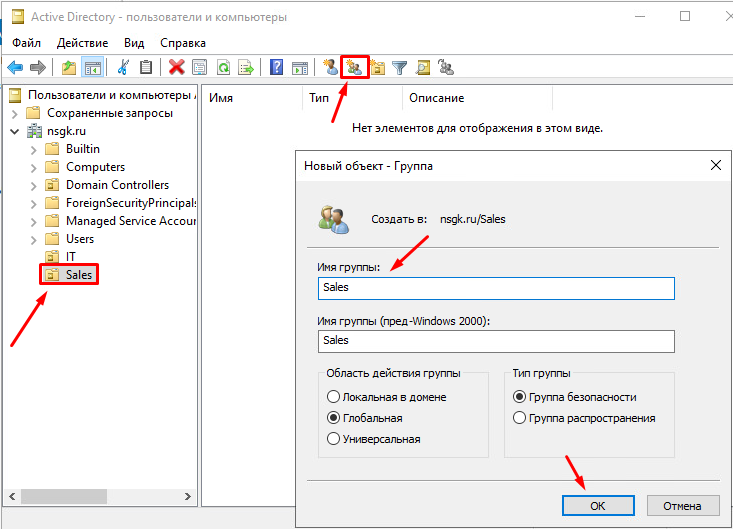 Active Directory - пользователи и компьютеры
Файл Действие Вид Справка
Пользователи и компьютеры A
Сохраненные запросы
nsgk.ru
Builtin
Computers
Domain Controllers
ForeignSecurityPrincipals
Managed Service Accour
Users
IT
Sales
Имя Тип Описание
Нет элементов для отображения в этом виде.
Новый объект - Группа
Создать в: nsgk.ru/Sales
Имя группы:
Sales
Имя группы (пред-Windows 2000):
Sales
Область действия группы
Локальная в домене
Глобальная
Универсальная
Тип группы
Группа безопасности
Группа распространения
OK Отмена